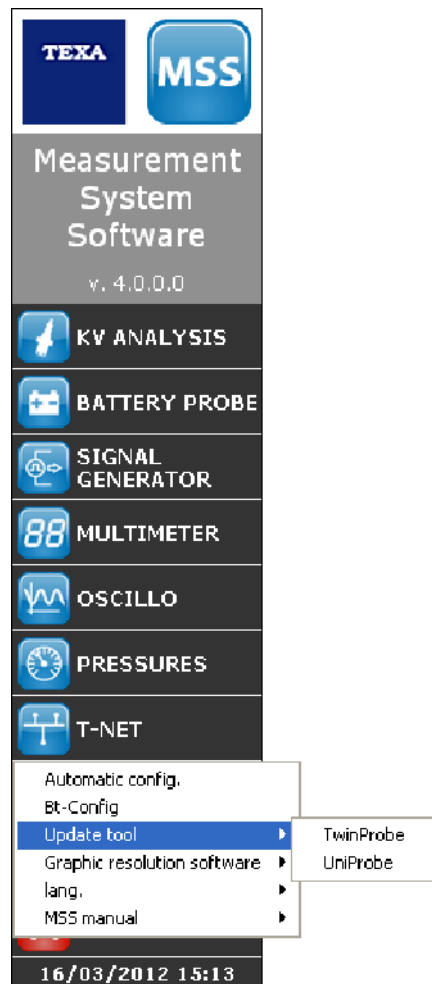 TEXA
MSS
Measurement
System
Software
v. 4.0.0.0
KV ANALYSIS
BATTERY PROBE
SIGNAL
GENERATOR
88 MULTIMETER
OSCILLO
PRESSURES
T-NET
Automatic config.
Bt-Config
Update tool
TwinProbe
Graphic resolution software
UniProbe
lang.
MSS manual
16/03/2012 15:13